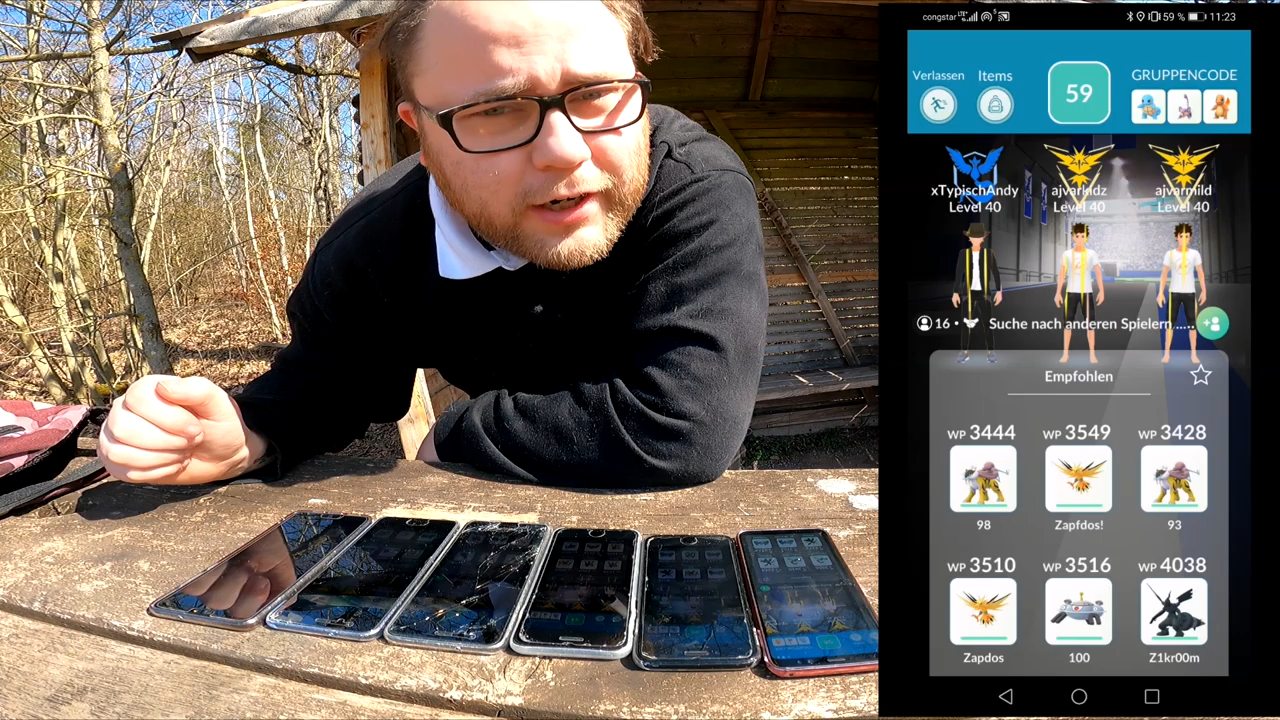 congstar 59 % 11:23
Verlassen Items 59 GRUPPENCODE
xTypischAndy ajvarkidz ajvarmild
Level 40 Level 40 Level 40
16 • Suche nach anderen Spielern .....
Empfohlen
WP 3444 WP 3549 WP 3428
98 Zapfdos! 93
WP 3510 WP 3516 WP 4038
Zapdos 100 Z1kr00m